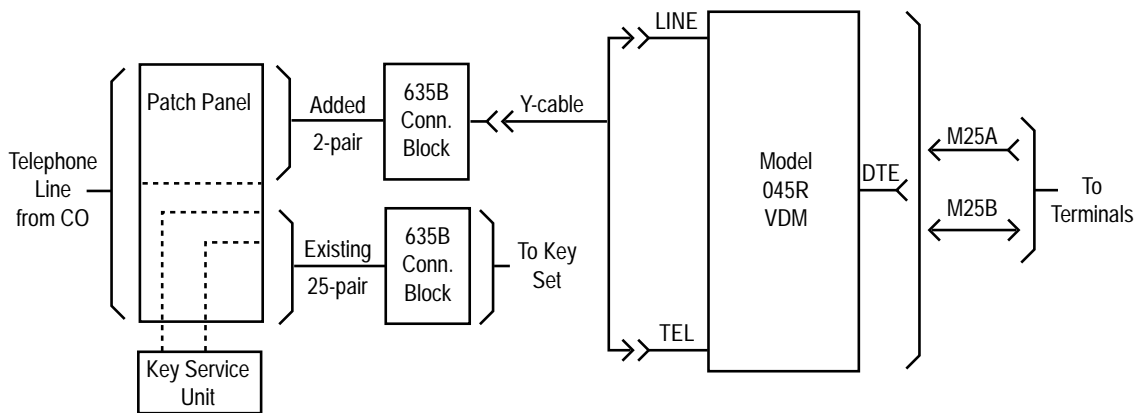 Telephone
Line
from CO
Patch Panel
Key Service
Unit
Added
2-pair
635B
Conn.
Block
Existing
25-pair
635B
Conn.
Block
To Key
Set
Y-cable
LINE
TEL
Model
045R
VDM
DTE
M25A
M25B
To
Terminals